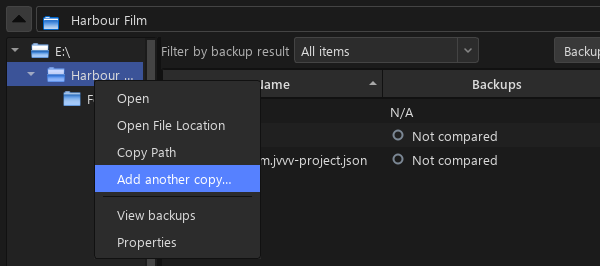 Harbour Film
E:\
Filter by backup result All items Backup
Harbour ...
Name Backups
F
Open
N/A
Open File Location
Not compared
Copy Path
m.jvvv-project.json Not compared
Add another copy...
View backups
Properties